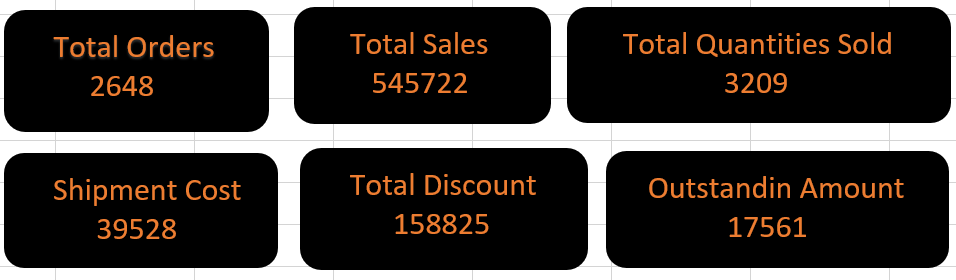 Total Orders
2648
Total Sales
545722
Total Quantities Sold
3209
Shipment Cost
39528
Total Discount
158825
Outstandin Amount
17561